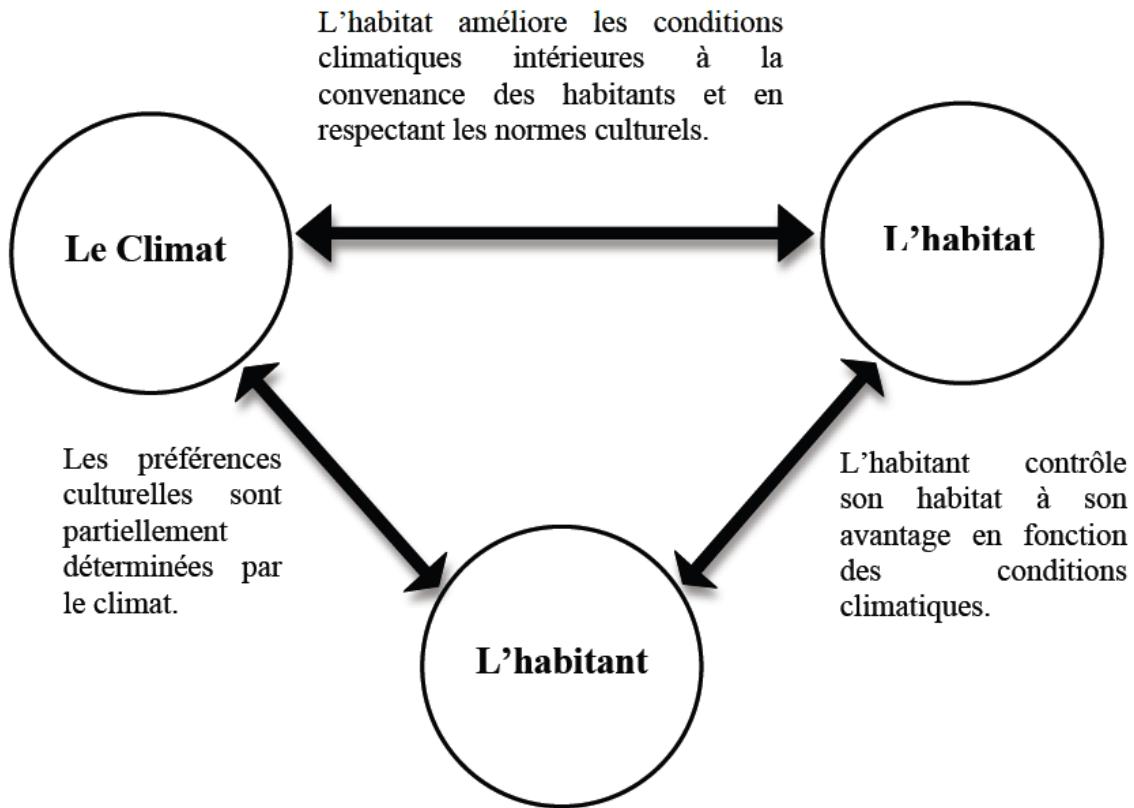 L'habitat améliore les conditions
climatiques intérieures à la
convenance des habitants et en
respectant les normes culturels.
Le Climat
L'habitat
Les préférences
culturelles sont
partiellement
déterminées par
le climat.
L'habitant contrôle
son habitat à son
avantage en fonction
des conditions
climatiques.
L'habitant